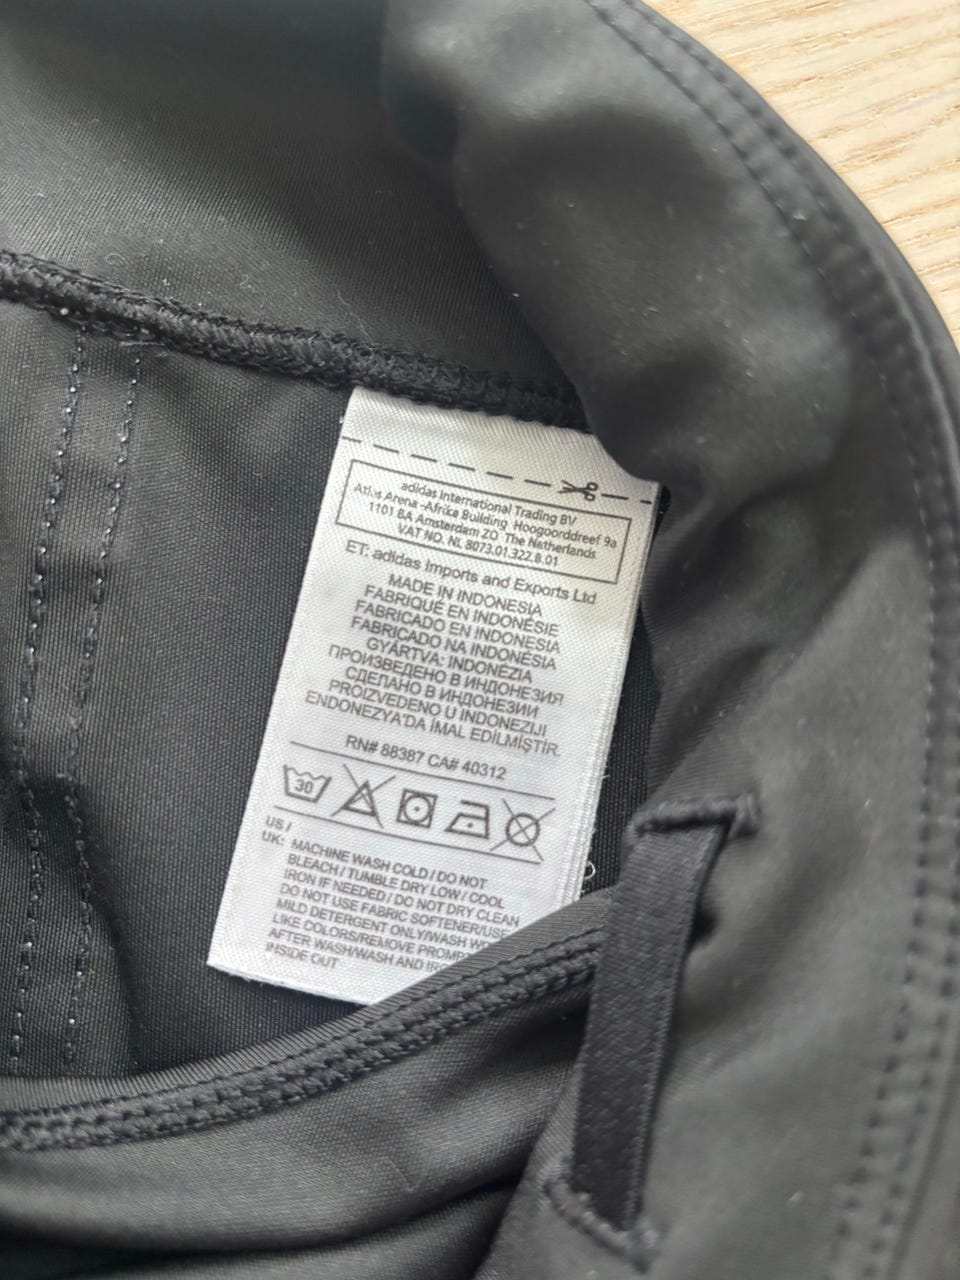 adidas International Trading BV
Atlas Arena -Afrika Building Hoogoorddreef 9a
1101 BA Amsterdam ZO The Netherlands
VAT NO. NL 8073.01.322.B.01
ET: adidas Imports and Exports Ltd
MADE IN INDONESIA
FABRIQUÉ EN INDONÉSIE
FABRICADO EN INDONESIA
FABRICADO NA INDONÉSIA
GYÁRTVA: INDONÉZIA
ПРОИЗВЕДЕНО В ИНДОНЕЗИЯ
СДЕЛАНО В ИНДОНЕЗИИ
PROIZVEDENO U INDONEZIJI
ENDONEZYA'DA İMAL EDİLMİŞTİR.
RN# 88387 CA# 40312
30
US /
UK: MACHINE WASH COLD / DO NOT
BLEACH / TUMBLE DRY LOW / COOL
IRON IF NEEDED / DO NOT DRY CLEAN
DO NOT USE FABRIC SOFTENER/USE
MILD DETERGENT ONLY/WASH
LIKE COLORS/REMOVE
AFTER WASH/WASH AND
INSIDE OUT